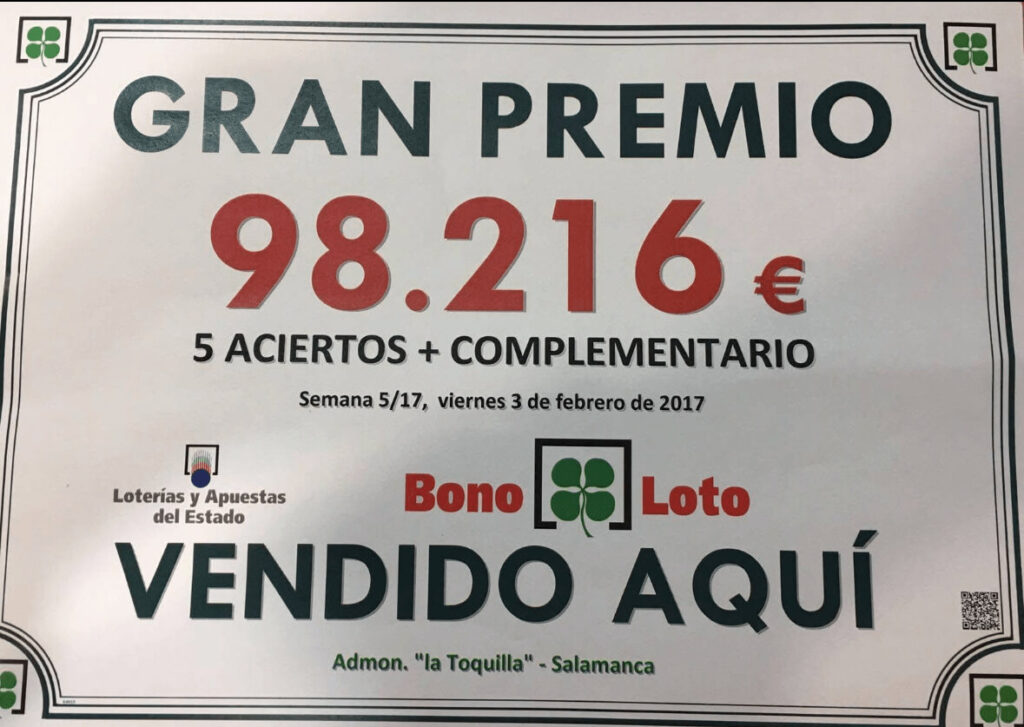 GRAN PREMIO
98.216 €
5 ACIERTOS + COMPLEMENTARIO
Semana 5/17, viernes 3 de febrero de 2017
Loterías y Apuestas
del Estado
Bono Loto
VENDIDO AQUÍ
Admon. "la Toquilla" - Salamanca